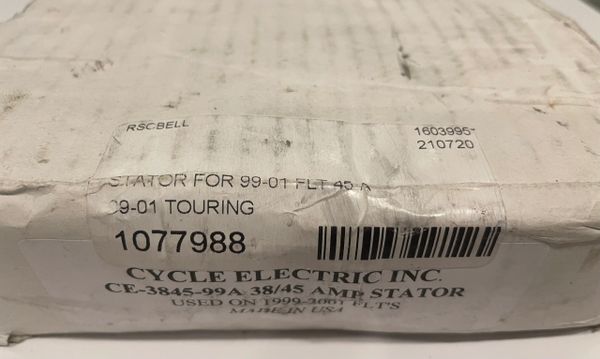 RSCBELL
1603995
210720
STATOR FOR 99-01 FLT 45 A
99-01 TOURING
1077988
CYCLE ELECTRIC INC.
CE-3845-99A 38/45 AMP STATOR
USED ON 1999-2001 FLT'S
MADE IN USA